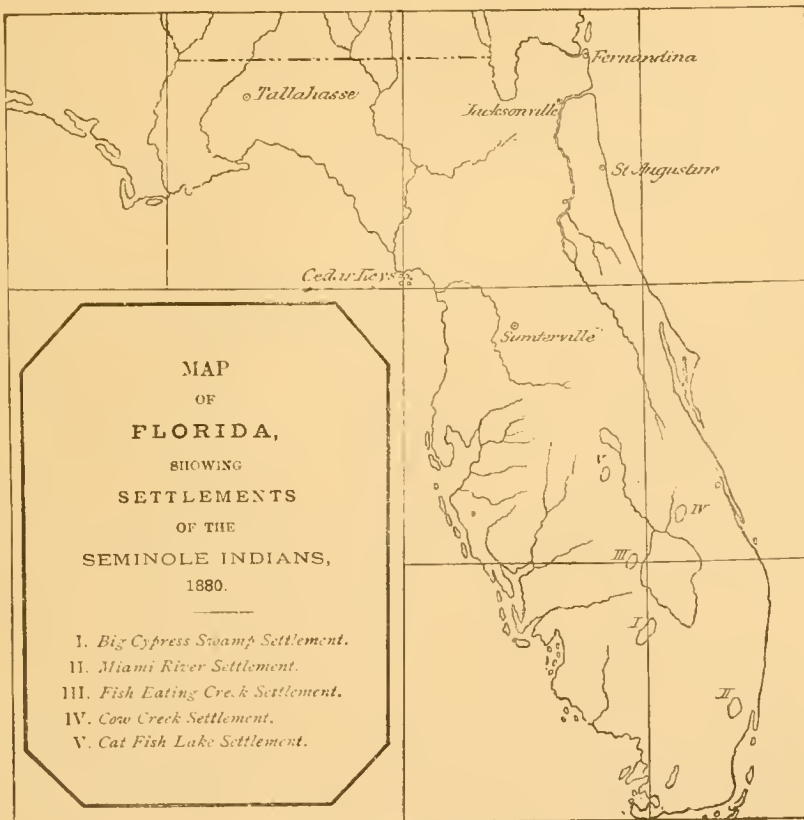 Fernandina
Tallahasse
Jacksonville
St Augustine
Cedar Keys
Sumterville
MAP
OF
FLORIDA,
SHOWING
SETTLEMENTS
OF THE
SEMINOLE INDIANS,
1880.
I. Big Cypress Swamp Settlement.
II. Miami River Settlement.
III. Fish Eating Creek Settlement.
IV. Cow Creek Settlement.
V. Cat Fish Lake Settlement.
V
IV
III
I
II